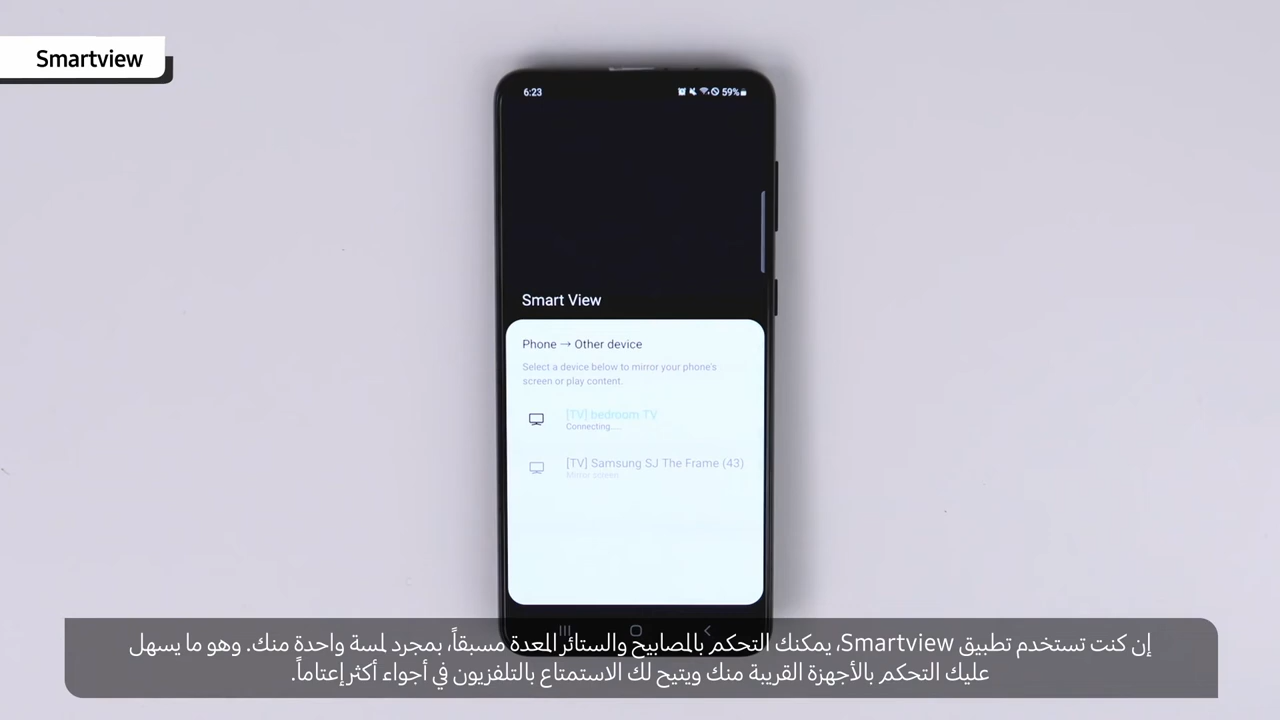 Smartview
6:23
59%
Smart View
Phone → Other device
Select a device below to mirror your phone's
screen or play content.
[TV] bedroom TV
Connecting.....
[TV] Samsung SJ The Frame (43)
Mirror screen
إن كنت تستخدم تطبيق Smartview، يمكنك التحكم بالمصابيح والستائر المعدة مسبقاً، بمجرد لمسة واحدة منك. وهو ما يسهل
عليك التحكم بالأجهزة القريبة منك ويتيح لك الاستمتاع بالتلفزيون في أجواء أكثر إعتاماً.